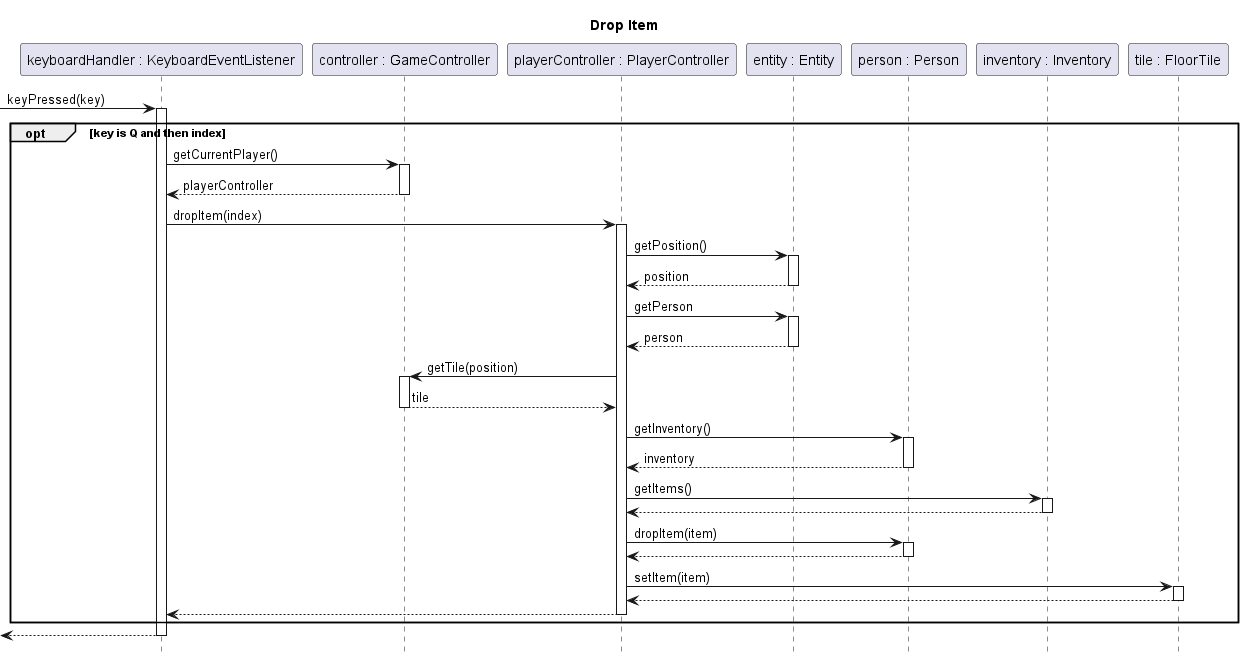 Drop Item
keyboardHandler : KeyboardEventListener
controller : GameController
playerController : PlayerController
entity : Entity
person : Person
inventory : Inventory
tile : FloorTile
keyPressed(key)
opt
[key is Q and then index]
getCurrentPlayer()
playerController
dropItem(index)
getPosition()
position
getPerson
person
getTile(position)
tile
getInventory()
inventory
getItems()
dropItem(item)
setItem(item)